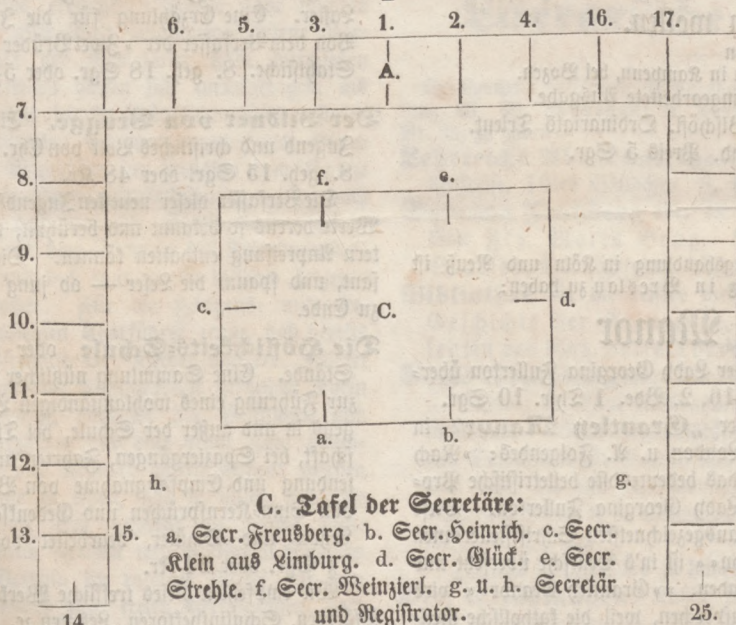 6. 5. 3. 1. 2. 4. 16. 17.
A.
7.
8. f. e.
9.
c. C. d.
10.
11.
a. b.
12.
h. g.
C. Tafel der Secretäre:
13. 15. a. Secr. Freusberg. b. Secr. Heinrich. c. Secr.
Klein aus Limburg. d. Secr. Glück. e. Secr.
Strehle. f. Secr. Weinzierl. g. u. h. Secretär
und Registrator.
14. 25.